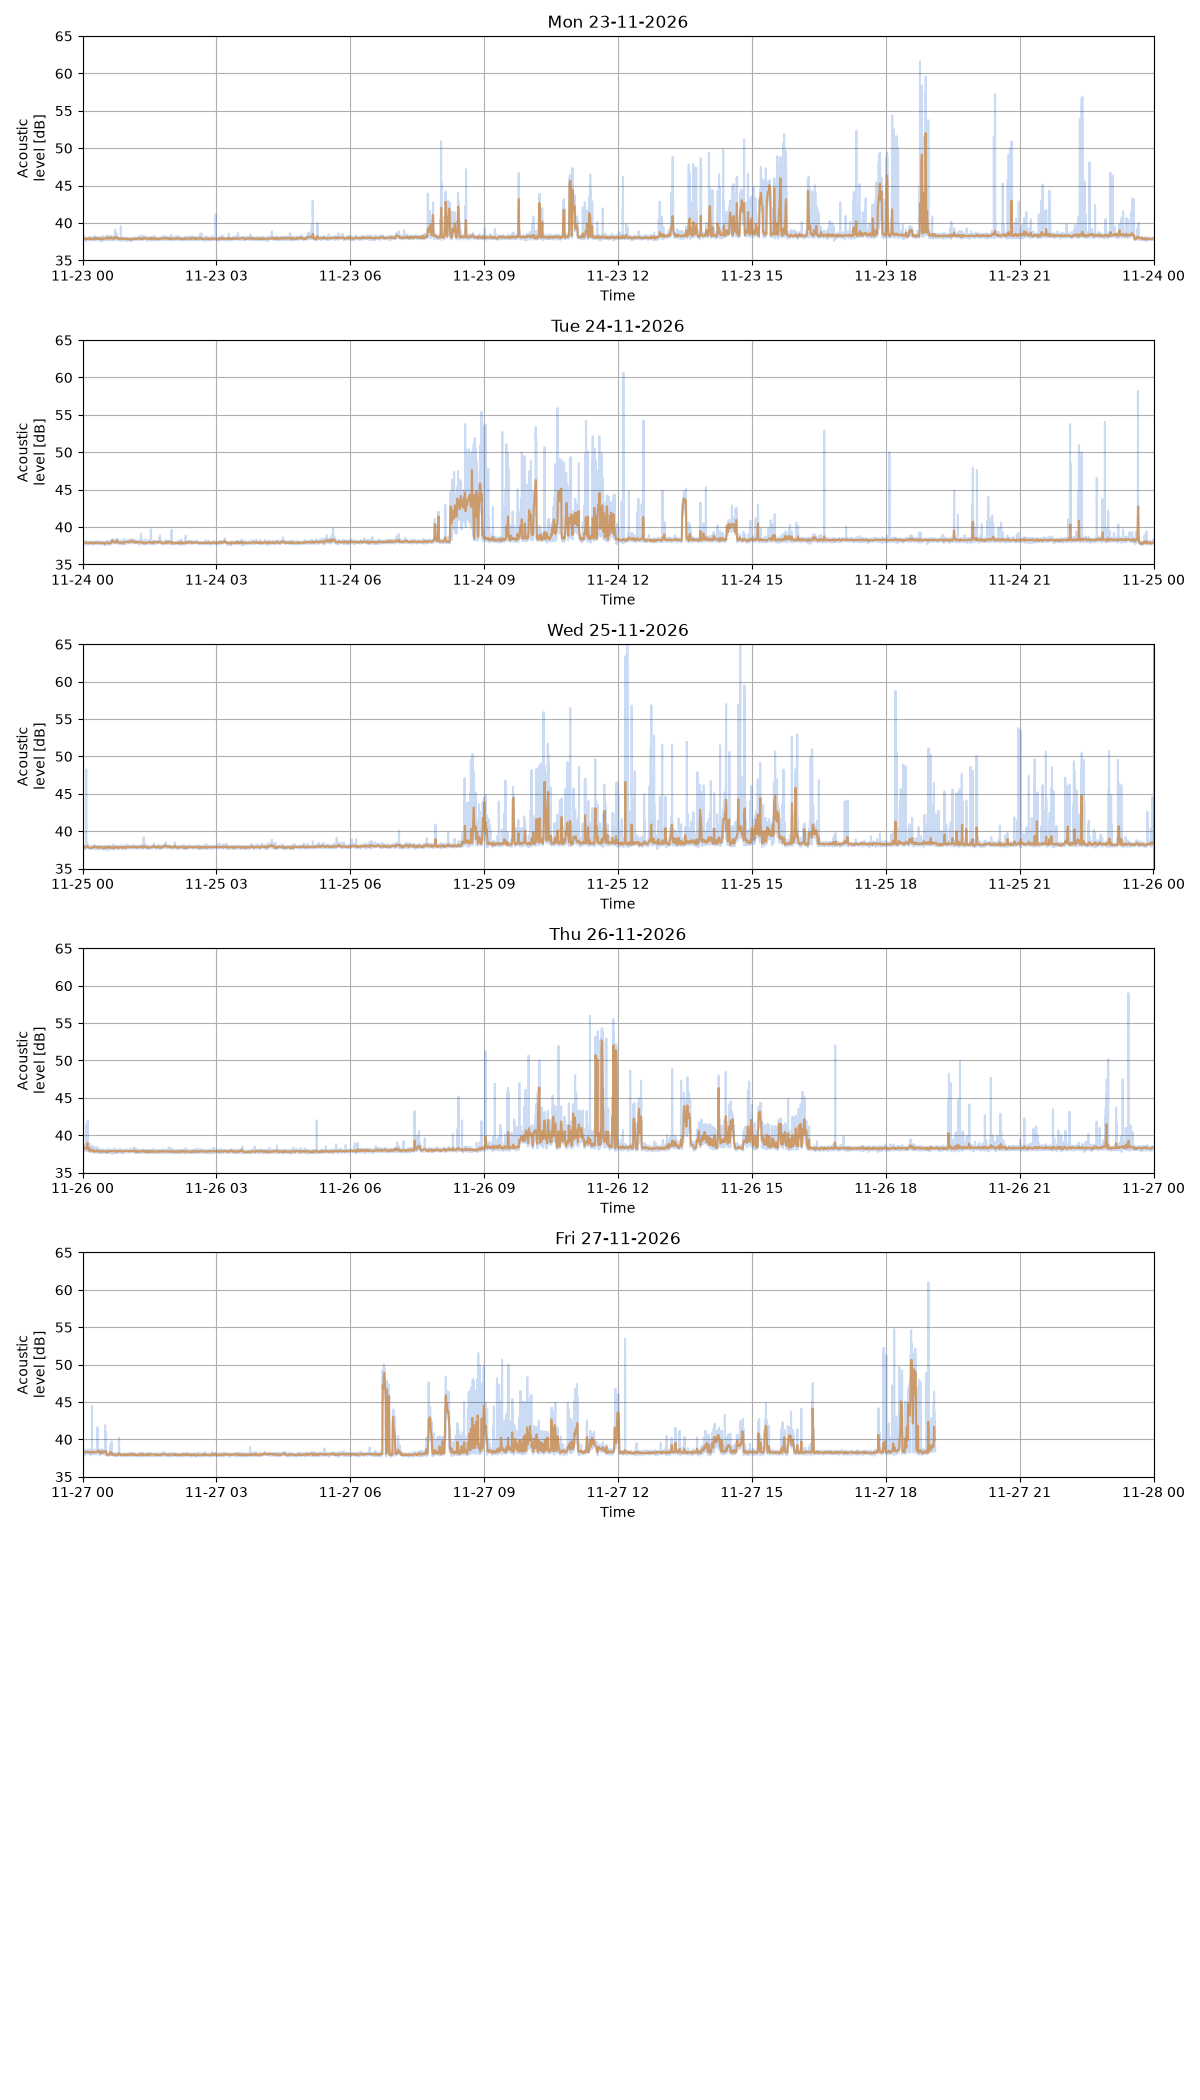 Mon 23-11-2026
65
60
55
50
45
40
35
Acoustic
level [dB]
11-23 00 11-23 03 11-23 06 11-23 09 11-23 12 11-23 15 11-23 18 11-23 21 11-24 00
Time
Tue 24-11-2026
65
60
55
50
45
40
35
Acoustic
level [dB]
11-24 00 11-24 03 11-24 06 11-24 09 11-24 12 11-24 15 11-24 18 11-24 21 11-25 00
Time
Wed 25-11-2026
65
60
55
50
45
40
35
Acoustic
level [dB]
11-25 00 11-25 03 11-25 06 11-25 09 11-25 12 11-25 15 11-25 18 11-25 21 11-26 00
Time
Thu 26-11-2026
65
60
55
50
45
40
35
Acoustic
level [dB]
11-26 00 11-26 03 11-26 06 11-26 09 11-26 12 11-26 15 11-26 18 11-26 21 11-27 00
Time
Fri 27-11-2026
65
60
55
50
45
40
35
Acoustic
level [dB]
11-27 00 11-27 03 11-27 06 11-27 09 11-27 12 11-27 15 11-27 18 11-27 21 11-28 00
Time